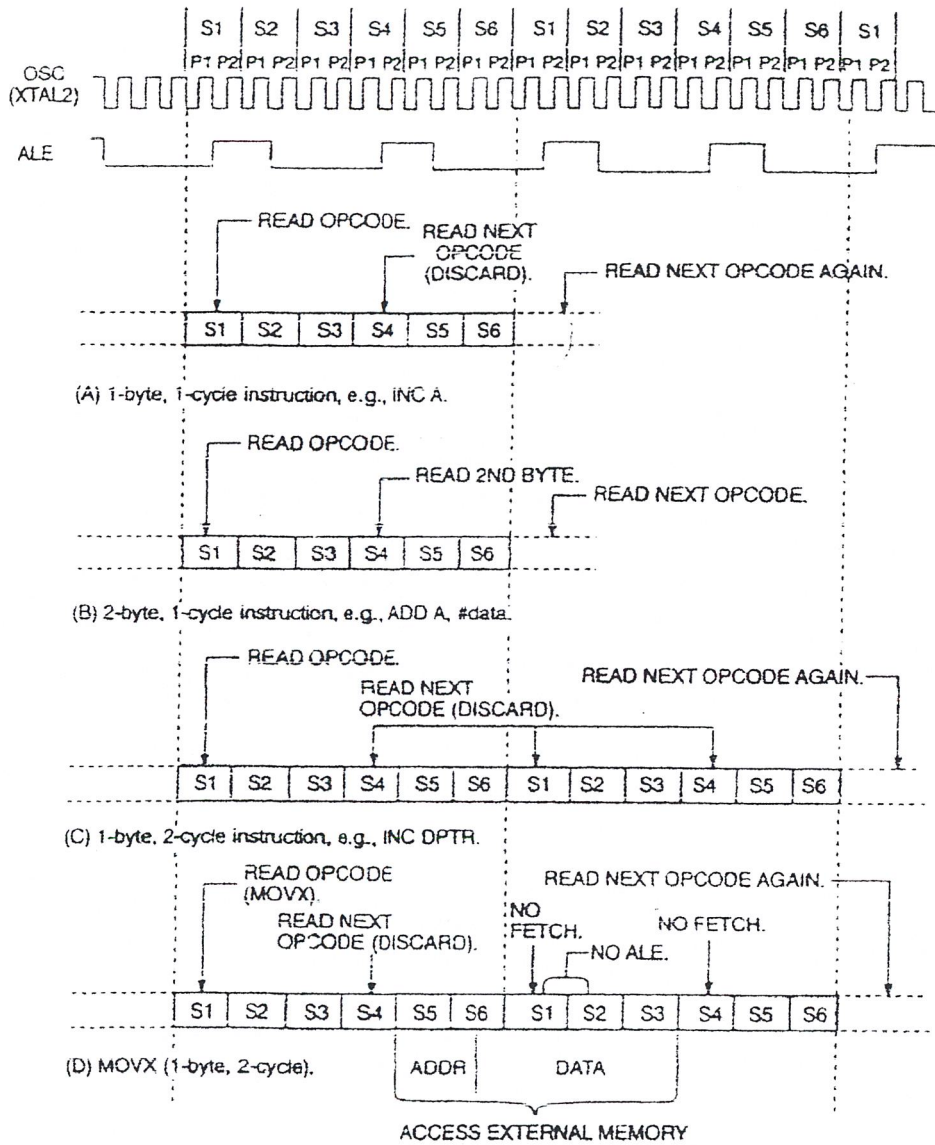 S1 S2 S3 S4 S5 S6 S1 S2 S3 S4 S5 S6 S1
P1 P2 P1 P2 P1 P2 P1 P2 P1 P2 P1 P2 P1 P2 P1 P2 P1 P2 P1 P2 P1 P2 P1 P2 P1 P2
OSC
(XTAL2)
ALE
READ OPCODE.
READ NEXT
OPCODE
(DISCARD).
READ NEXT OPCODE AGAIN.
S1 S2 S3 S4 S5 S6
(A) 1-byte, 1-cycle instruction, e.g., INC A.
READ OPCODE.
READ 2ND BYTE.
READ NEXT OPCODE.
S1 S2 S3 S4 S5 S6
(B) 2-byte, 1-cycle instruction, e.g., ADD A, #data.
READ OPCODE.
READ NEXT
OPCODE (DISCARD).
READ NEXT OPCODE AGAIN.
S1 S2 S3 S4 S5 S6 S1 S2 S3 S4 S5 S6
(C) 1-byte, 2-cycle instruction, e.g., INC DPTR.
READ OPCODE
(MOVX).
READ NEXT
OPCODE (DISCARD).
NO
FETCH.
NO ALE.
NO FETCH.
READ NEXT OPCODE AGAIN.
S1 S2 S3 S4 S5 S6 S1 S2 S3 S4 S5 S6
(D) MOVX (1-byte, 2-cycle).
ADDR DATA
ACCESS EXTERNAL MEMORY